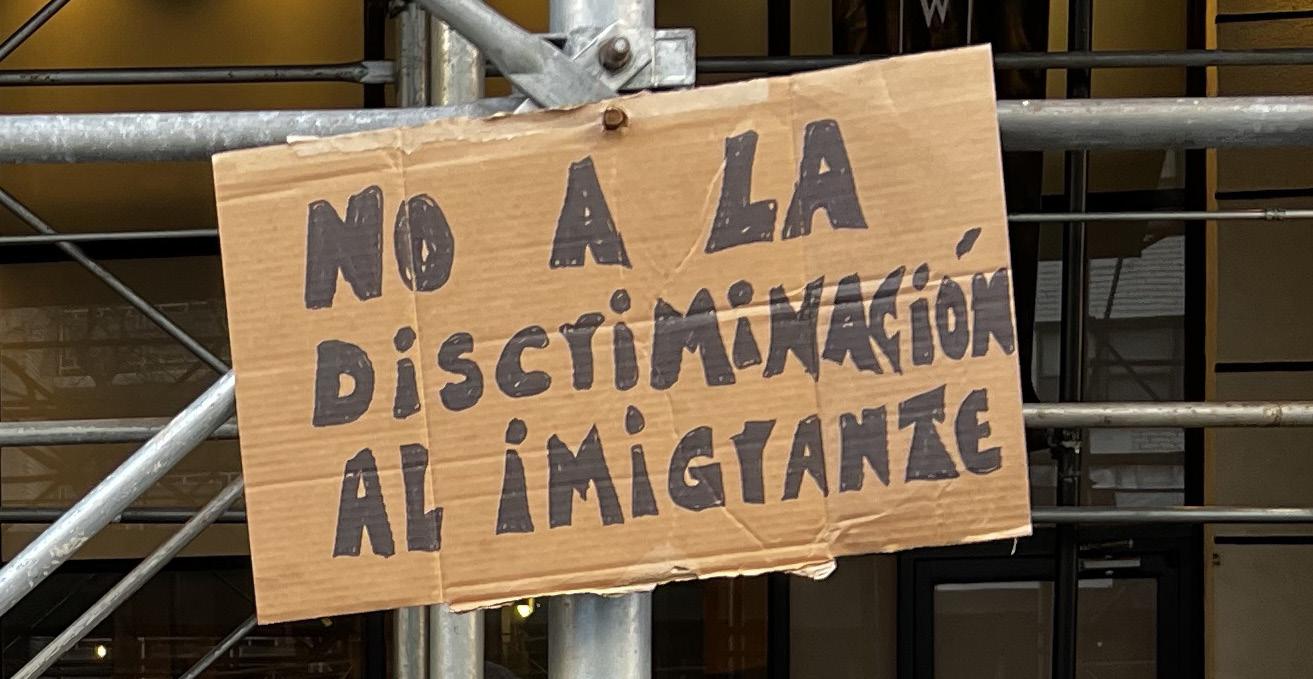 W
NO A LA
DiSCriMiNACiÓN
AL iMiGrANTE